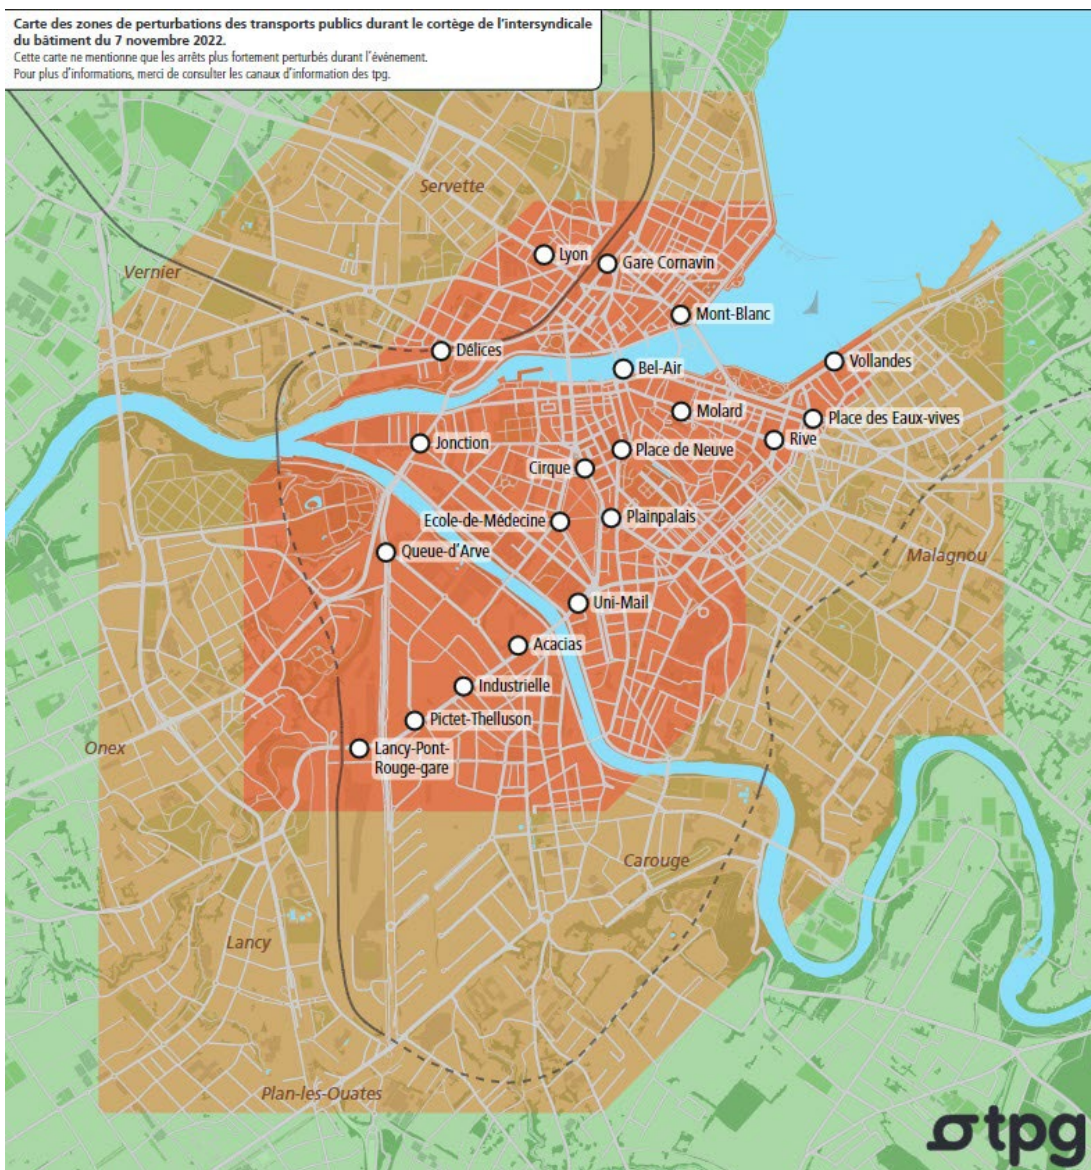 Carte des zones de perturbations des transports publics durant le cortège de l'intersyndicale
du bâtiment du 7 novembre 2022.
Cette carte ne mentionne que les arrêts plus fortement perturbés durant l'événement.
Pour plus d'informations, merci de consulter les canaux d'information des tpg.
Servette
Lyon
Gare Cornavin
Vernier
Mont-Blanc
Délices
Bel-Air
Vollandes
Molard
Place des Eaux-vives
Jonction
Rive
Place de Neuve
Cirque
Ecole-de-Médecine
Plainpalais
Queue-d'Arve
Malagnou
Uni-Mail
Acacias
Industrielle
Pictet-Thelluson
Onex
Lancy-Pont-
Rouge-gare
Carouge
Lancy
Plan-les-Ouates
tpg